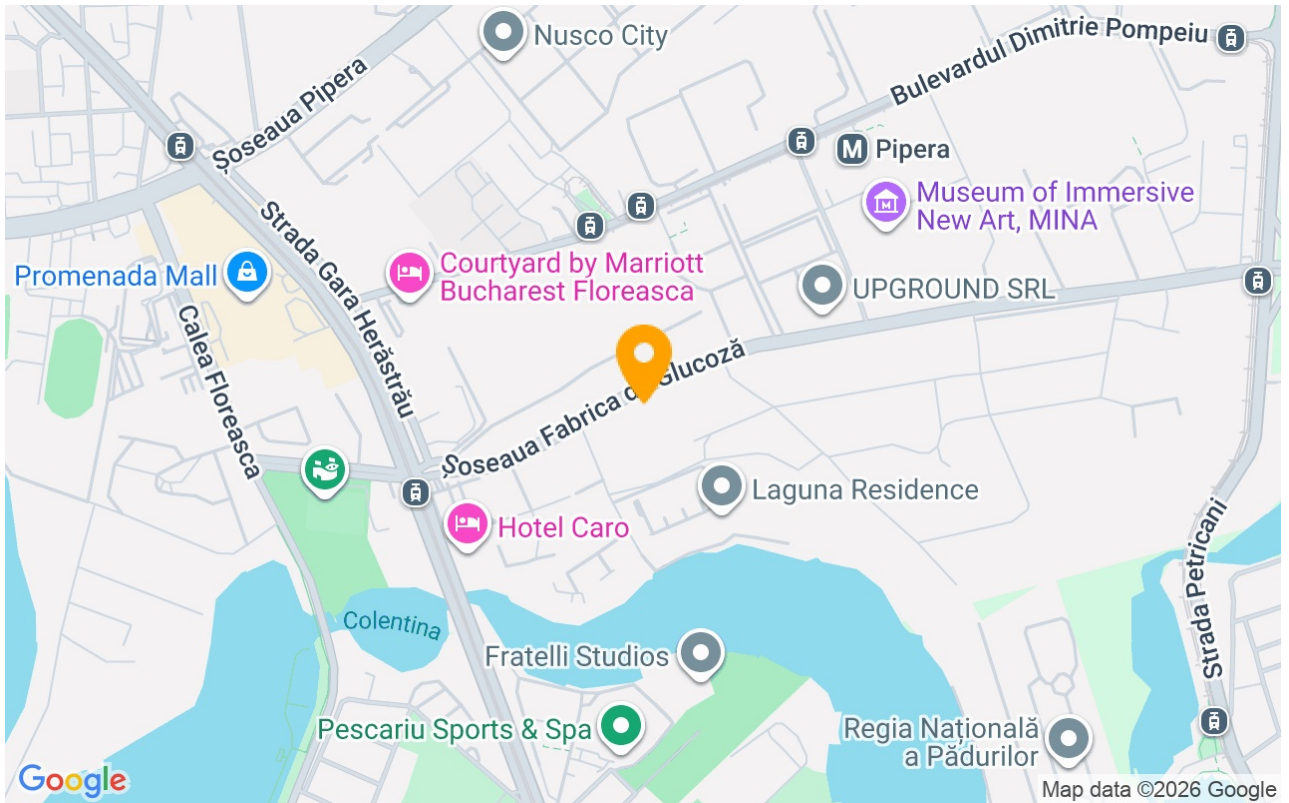 Nusco City
Bulevardul Dimitrie Pompeiu
Șoseaua Pipera
M Pipera
Museum of Immersive
New Art, MINA
Strada Gara Herăstrău
Promenada Mall
Courtyard by Marriott
Bucharest Floreasca
UPGROUND SRL
Calea Floreasca
Șoseaua Fabrica de Glucoză
Laguna Residence
Hotel Caro
Strada Petricani
Colentina
Fratelli Studios
Pescariu Sports & Spa
Regia Națională
a Pădurilor
Google
Map data ©2026 Google